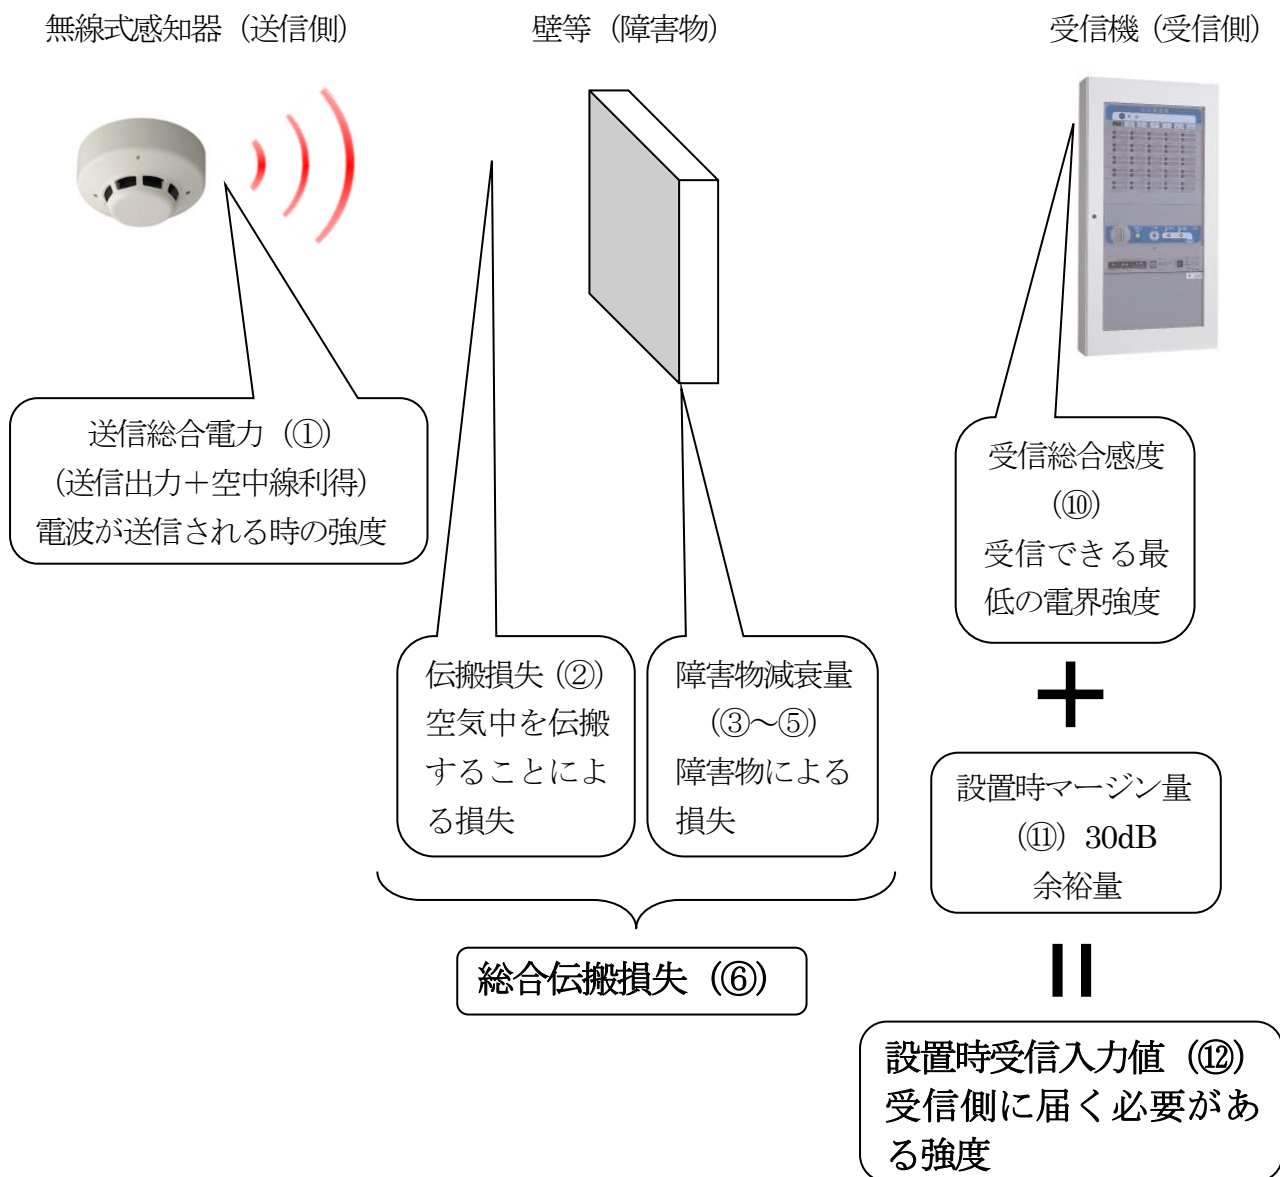 無線式感知器（送信側）
壁等（障害物）
受信機（受信側）
送信総合電力（①）
（送信出力＋空中線利得）
電波が送信される時の強度
伝搬損失（②）
空気中を伝搬
することによ
る損失
障害物減衰量
（③～⑤）
障害物による
損失
総合伝搬損失（⑥）
受信総合感度
（⑩）
受信できる最
低の電界強度
＋
設置時マージン量
（⑪）30dB
余裕量
設置時受信入力値（⑫）
受信側に届く必要があ
る強度